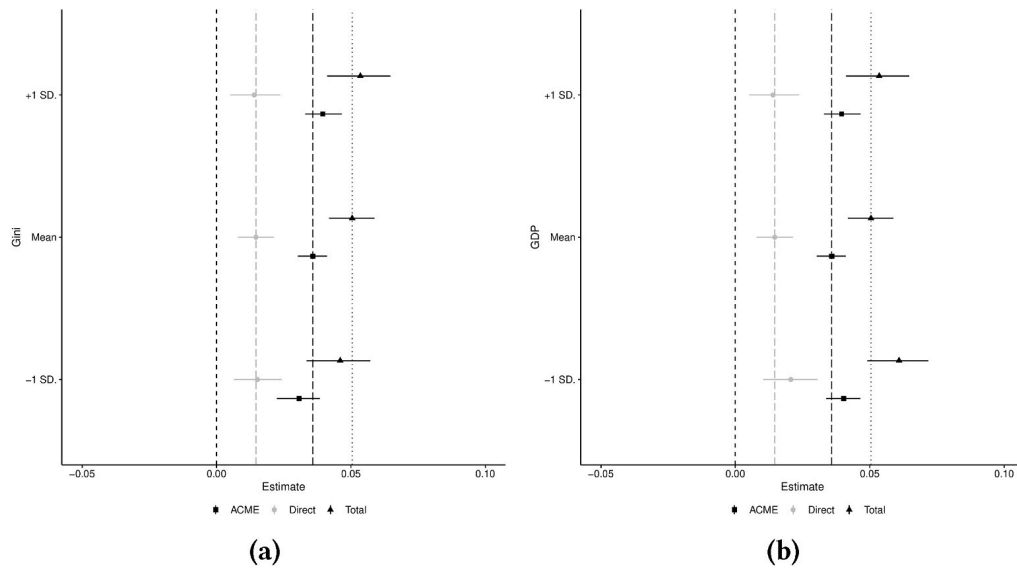 +1 SD.
Mean
−1 SD.
Gini
−0.05 0.00 0.05 0.10
Estimate
ACME Direct Total
(a)
+1 SD.
Mean
−1 SD.
GDP
−0.05 0.00 0.05 0.10
Estimate
ACME Direct Total
(b)